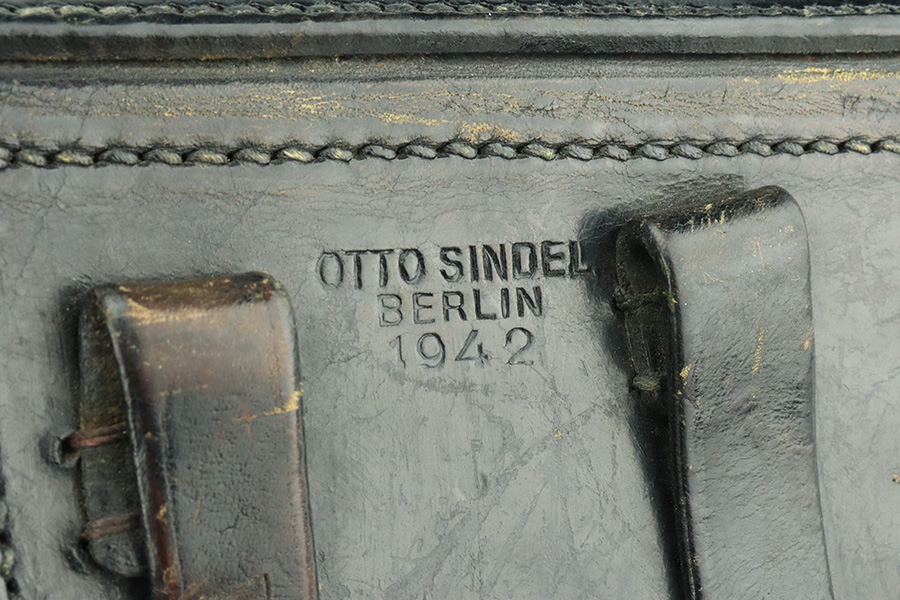 OTTO SINDEL
BERLIN
1942